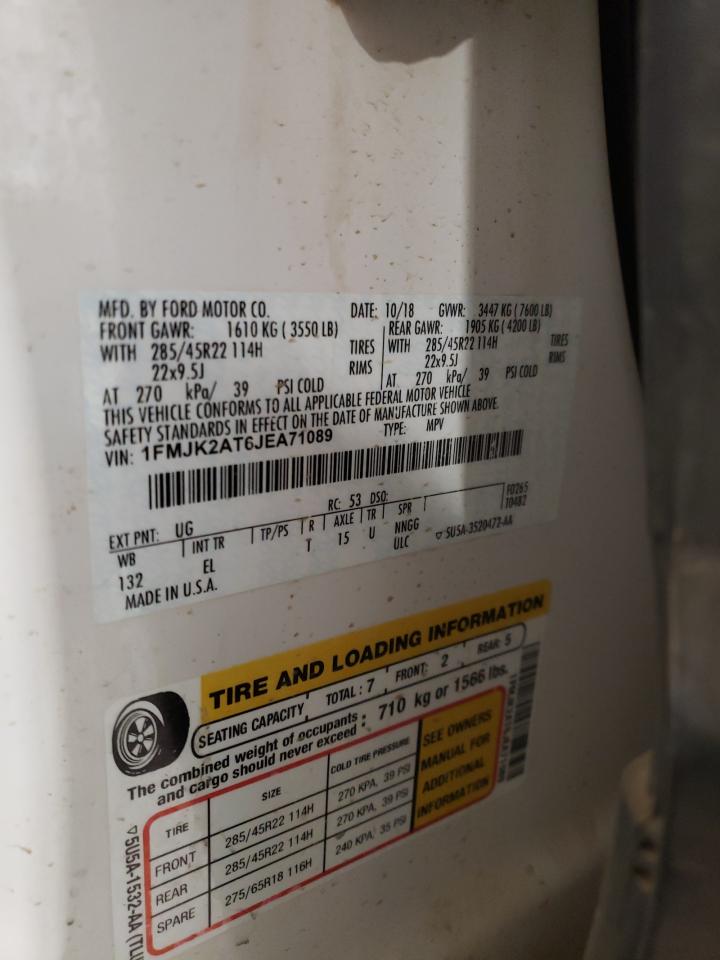 MFD. BY FORD MOTOR CO. DATE: 10/18 GVWR: 3447 KG ( 7600 LB)
FRONT GAWR: 1610 KG ( 3550 LB) REAR GAWR: 1905 KG ( 4200 LB)
WITH 285/45R22 114H TIRES WITH 285/45R22 114H TIRES
22x9.5J RIMS 22x9.5J RIMS
AT 270 kPa/ 39 PSI COLD AT 270 kPa/ 39 PSI COLD
THIS VEHICLE CONFORMS TO ALL APPLICABLE FEDERAL MOTOR VEHICLE
SAFETY STANDARDS IN EFFECT ON THE DATE OF MANUFACTURE SHOWN ABOVE.
VIN: 1FMJK2AT6JEA71089 TYPE: MPV
EXT PNT: UG RC: 53 DSO: F0265
WB INT TR TP/PS R AXLE TR SPR T0482
132 EL T 15 U NNGG
ULC ▽5U5A-3520472-AA
MADE IN U.S.A.
TIRE AND LOADING INFORMATION
SEATING CAPACITY TOTAL : 7 FRONT: 2 REAR: 5
The combined weight of occupants and cargo should never exceed : 710 kg or 1566 lbs.
TIRE SIZE COLD TIRE PRESSURE
FRONT 285/45R22 114H 270 KPA, 39 PSI
REAR 285/45R22 114H 270 KPA, 39 PSI
SPARE 275/65R18 116H 240 KPA, 35 PSI
SEE OWNERS
MANUAL FOR
ADDITIONAL
INFORMATION
▽5U5A-1532-AA